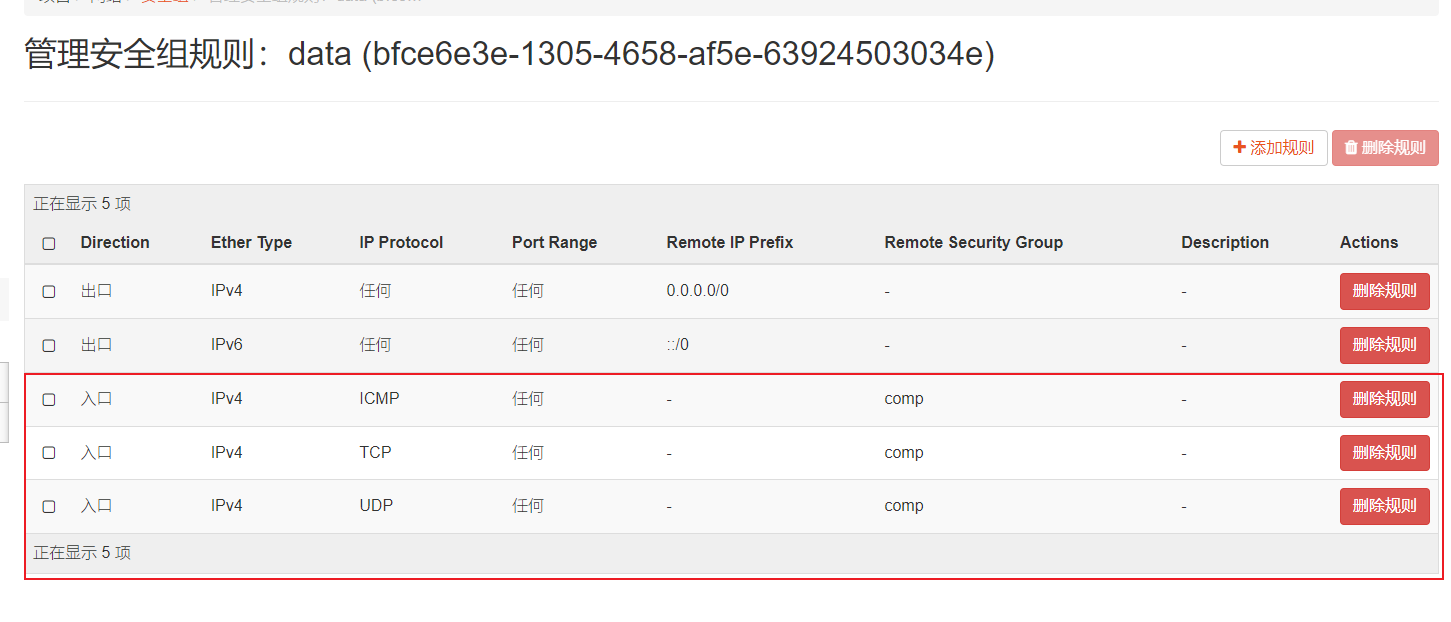 管理安全组规则：data (bfce6e3e-1305-4658-af5e-63924503034e)
添加规则 删除规则
正在显示 5 项
Direction Ether Type IP Protocol Port Range Remote IP Prefix Remote Security Group Description Actions
出口 IPv4 任何 任何 0.0.0.0/0 - - 删除规则
出口 IPv6 任何 任何 ::/0 - - 删除规则
入口 IPv4 ICMP 任何 - comp - 删除规则
入口 IPv4 TCP 任何 - comp - 删除规则
入口 IPv4 UDP 任何 - comp - 删除规则
正在显示 5 项